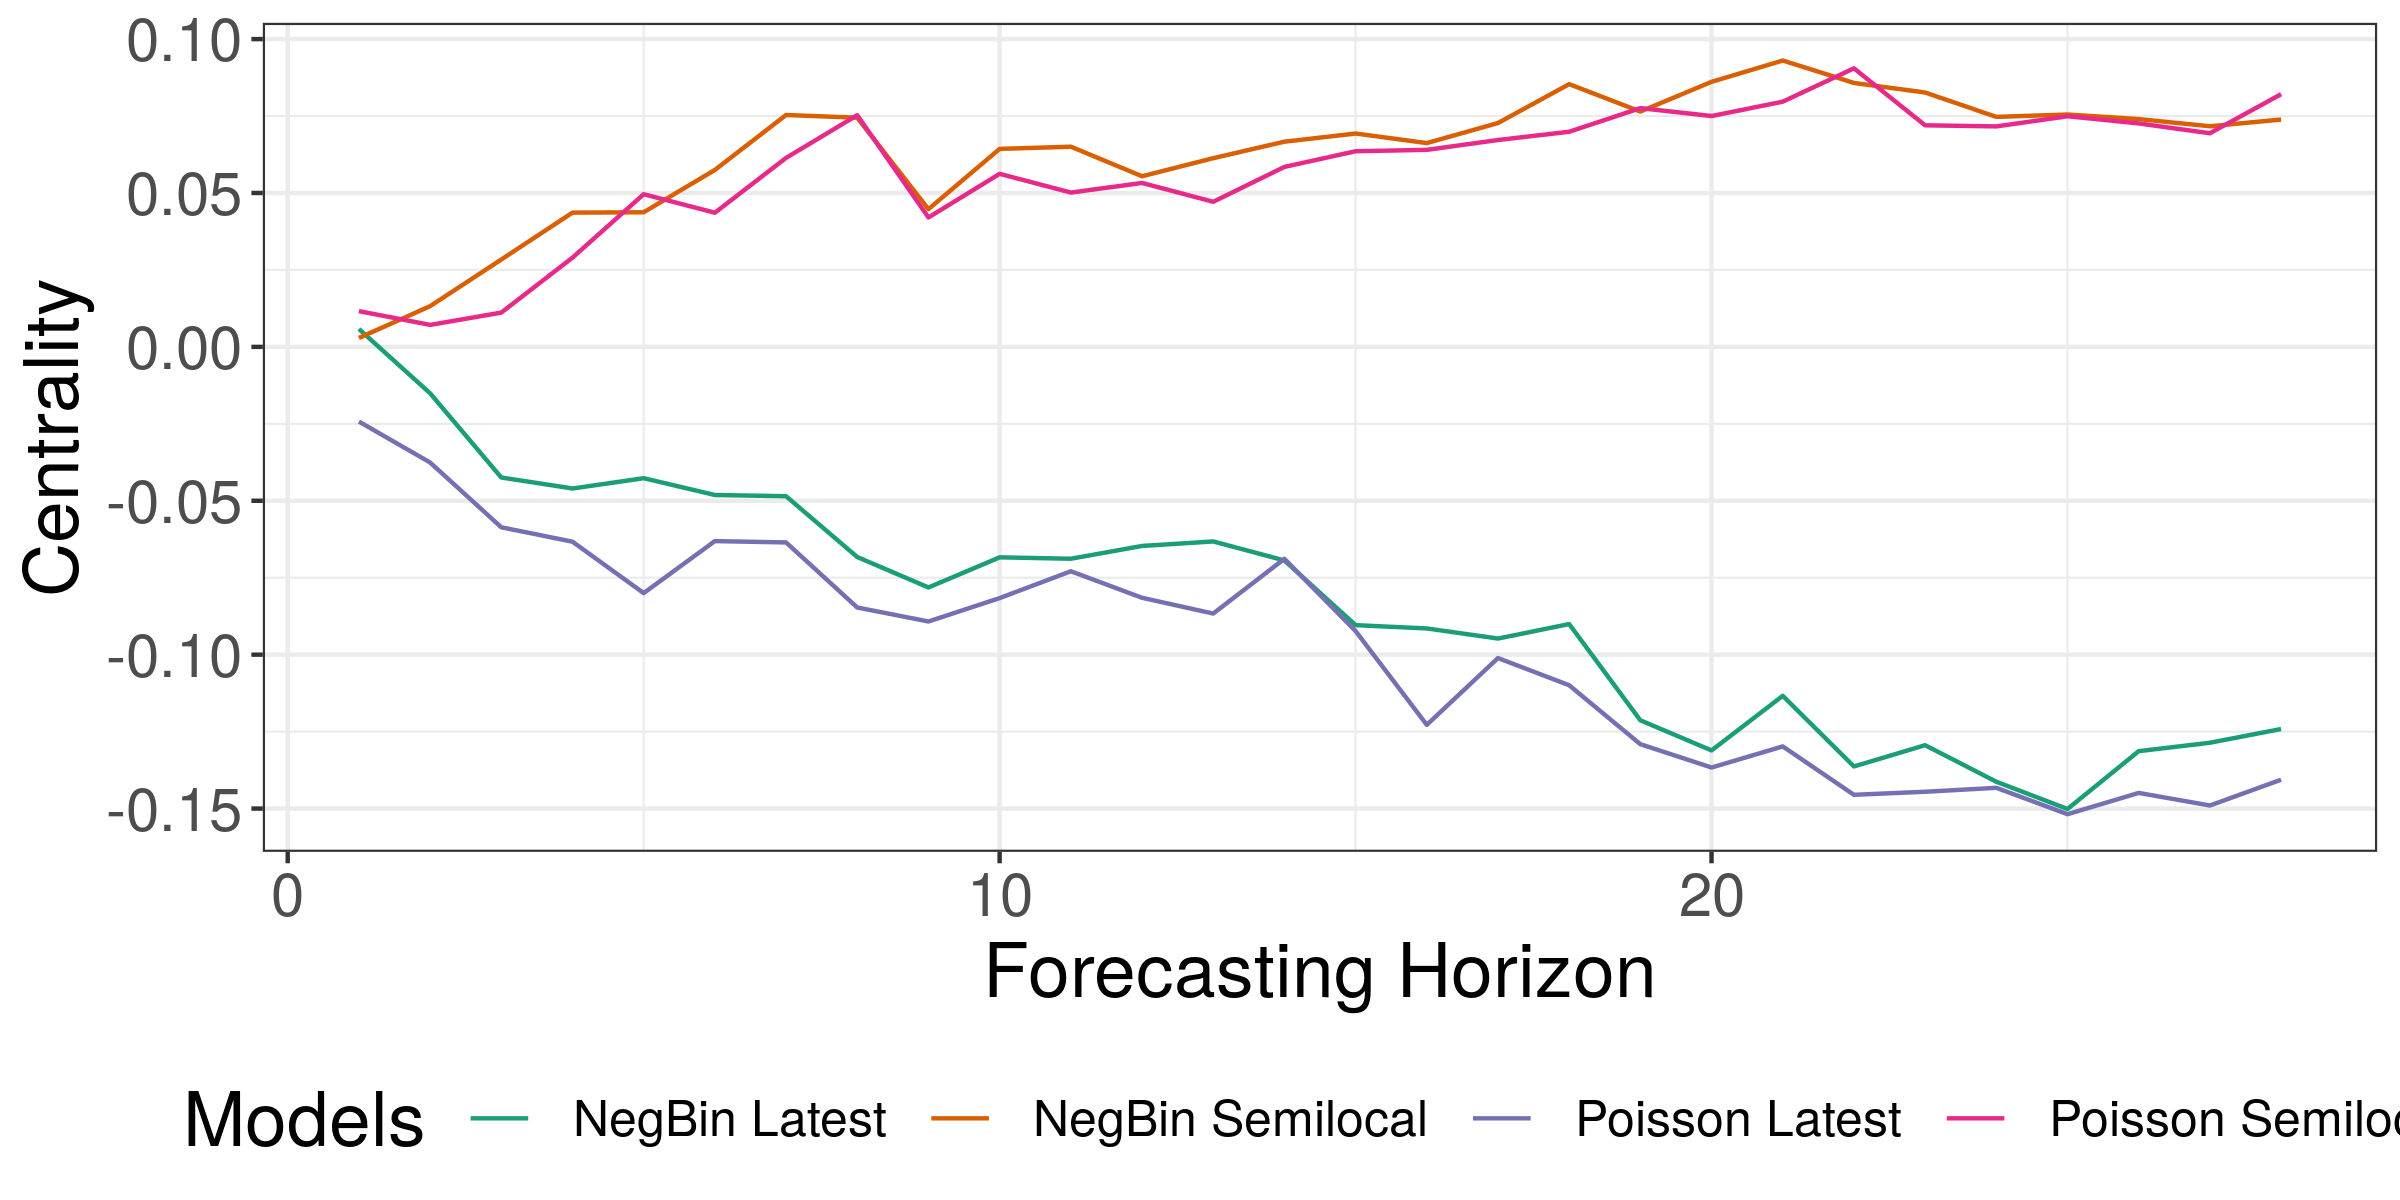 0.10
0.05
0.00
-0.05
-0.10
-0.15
Centrality
0 10 20
Forecasting Horizon
Models NegBin Latest NegBin Semilocal Poisson Latest Poisson